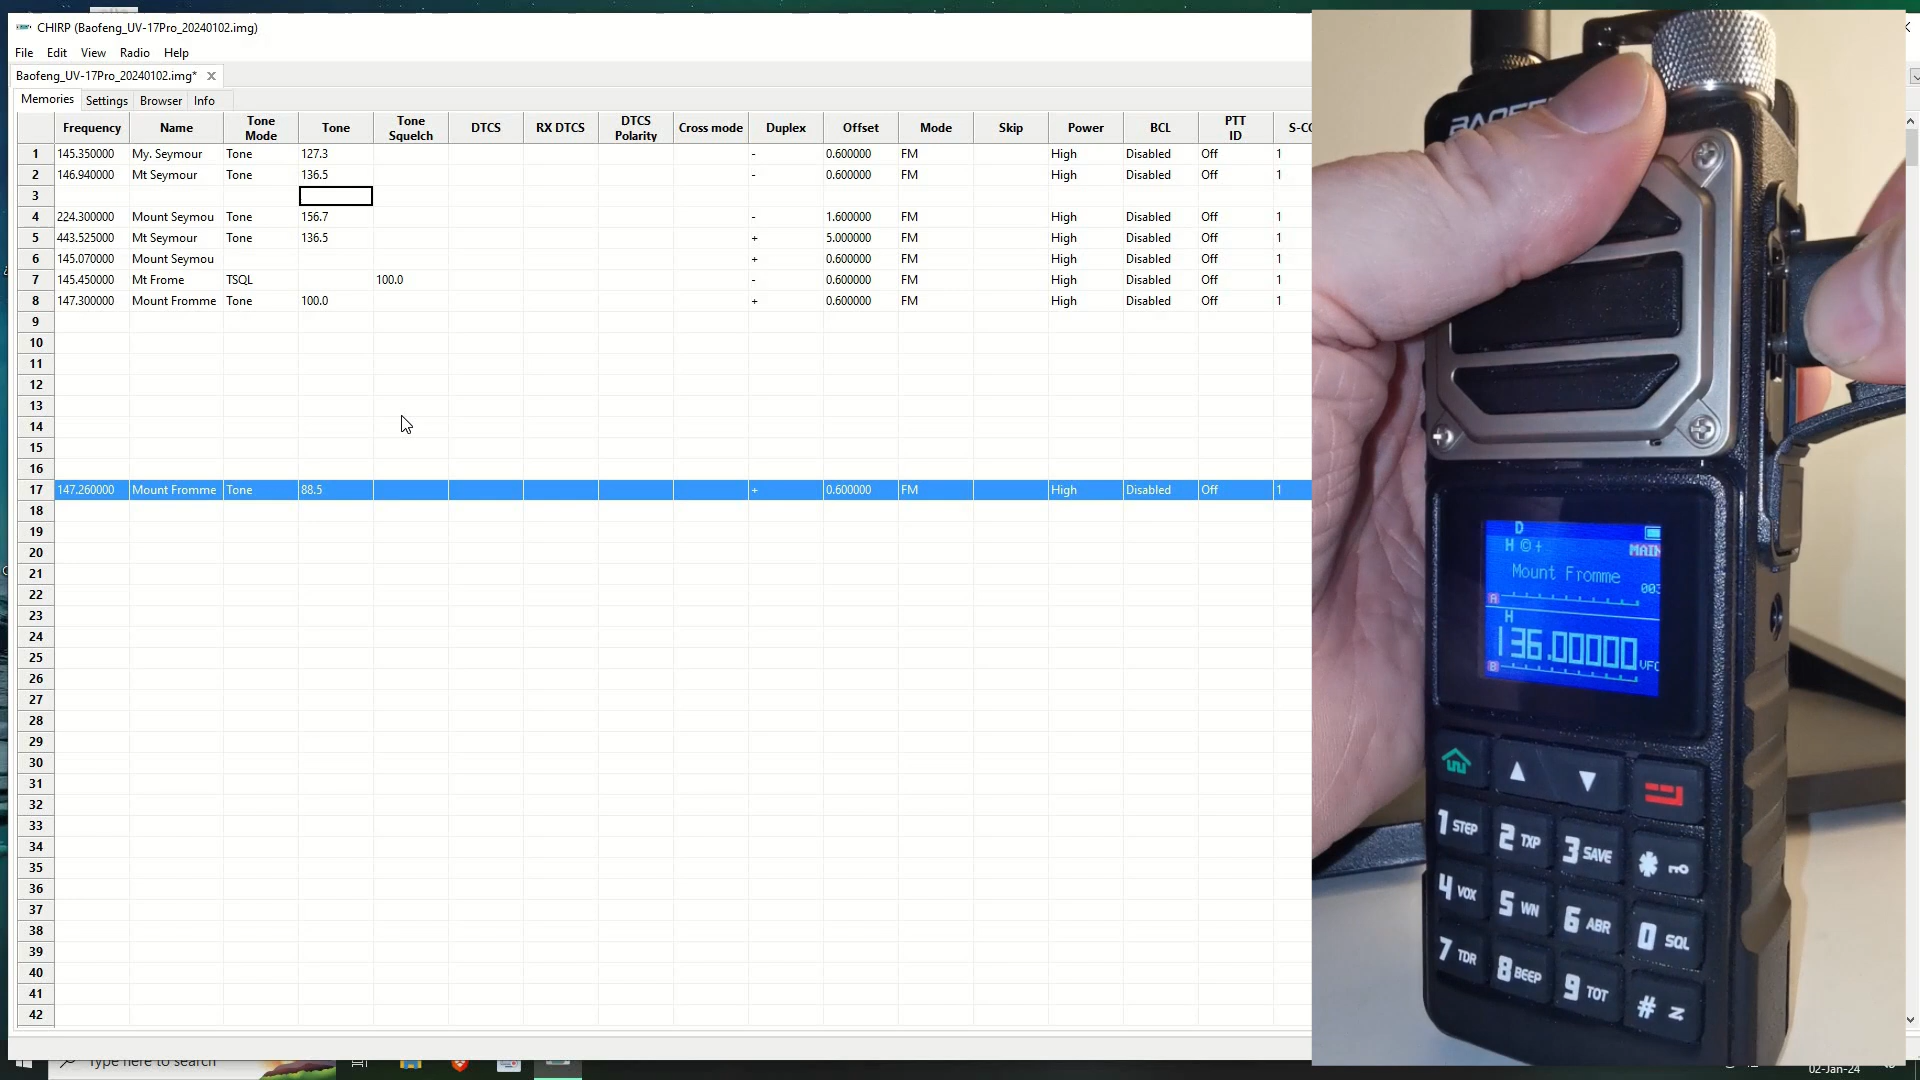 CHIRP (Baofeng_UV-17Pro_20240102.img)
File Edit View Radio Help
Baofeng_UV-17Pro_20240102.img* X
Memories Settings Browser Info
Frequency Name Tone Mode Tone Tone Squelch DTCS RX DTCS DTCS Polarity Cross mode Duplex Offset Mode Skip Power BCL PTT ID
1 145.350000 My. Seymour Tone 127.3 - 0.600000 FM High Disabled Off 1
2 146.940000 Mt Seymour Tone 136.5 - 0.600000 FM High Disabled Off 1
3
4 224.300000 Mount Seymou Tone 156.7 - 1.600000 FM High Disabled Off 1
5 443.525000 Mt Seymour Tone 136.5 + 5.000000 FM High Disabled Off 1
6 145.070000 Mount Seymou + 0.600000 FM High Disabled Off 1
7 145.450000 Mt Frome TSQL 100.0 - 0.600000 FM High Disabled Off 1
8 147.300000 Mount Fromme Tone 100.0 + 0.600000 FM High Disabled Off 1
9
10
11
12
13
14
15
16
17 147.260000 Mount Fromme Tone 88.5 + 0.600000 FM High Disabled Off 1
18
19
20
21
22
23
24
25
26
27
28
29
30
31
32
33
34
35
36
37
38
39
40
41
42
Type here to search
02-Jan-24
D
H © + MAIN
Mount Fromme 003
A
H
136.00000
B
1 STEP 2 TXP 3 SAVE *
4 VOX 5 WN 6 ABR 0 SQL
7 TDR 8 BEEP 9 TOT #